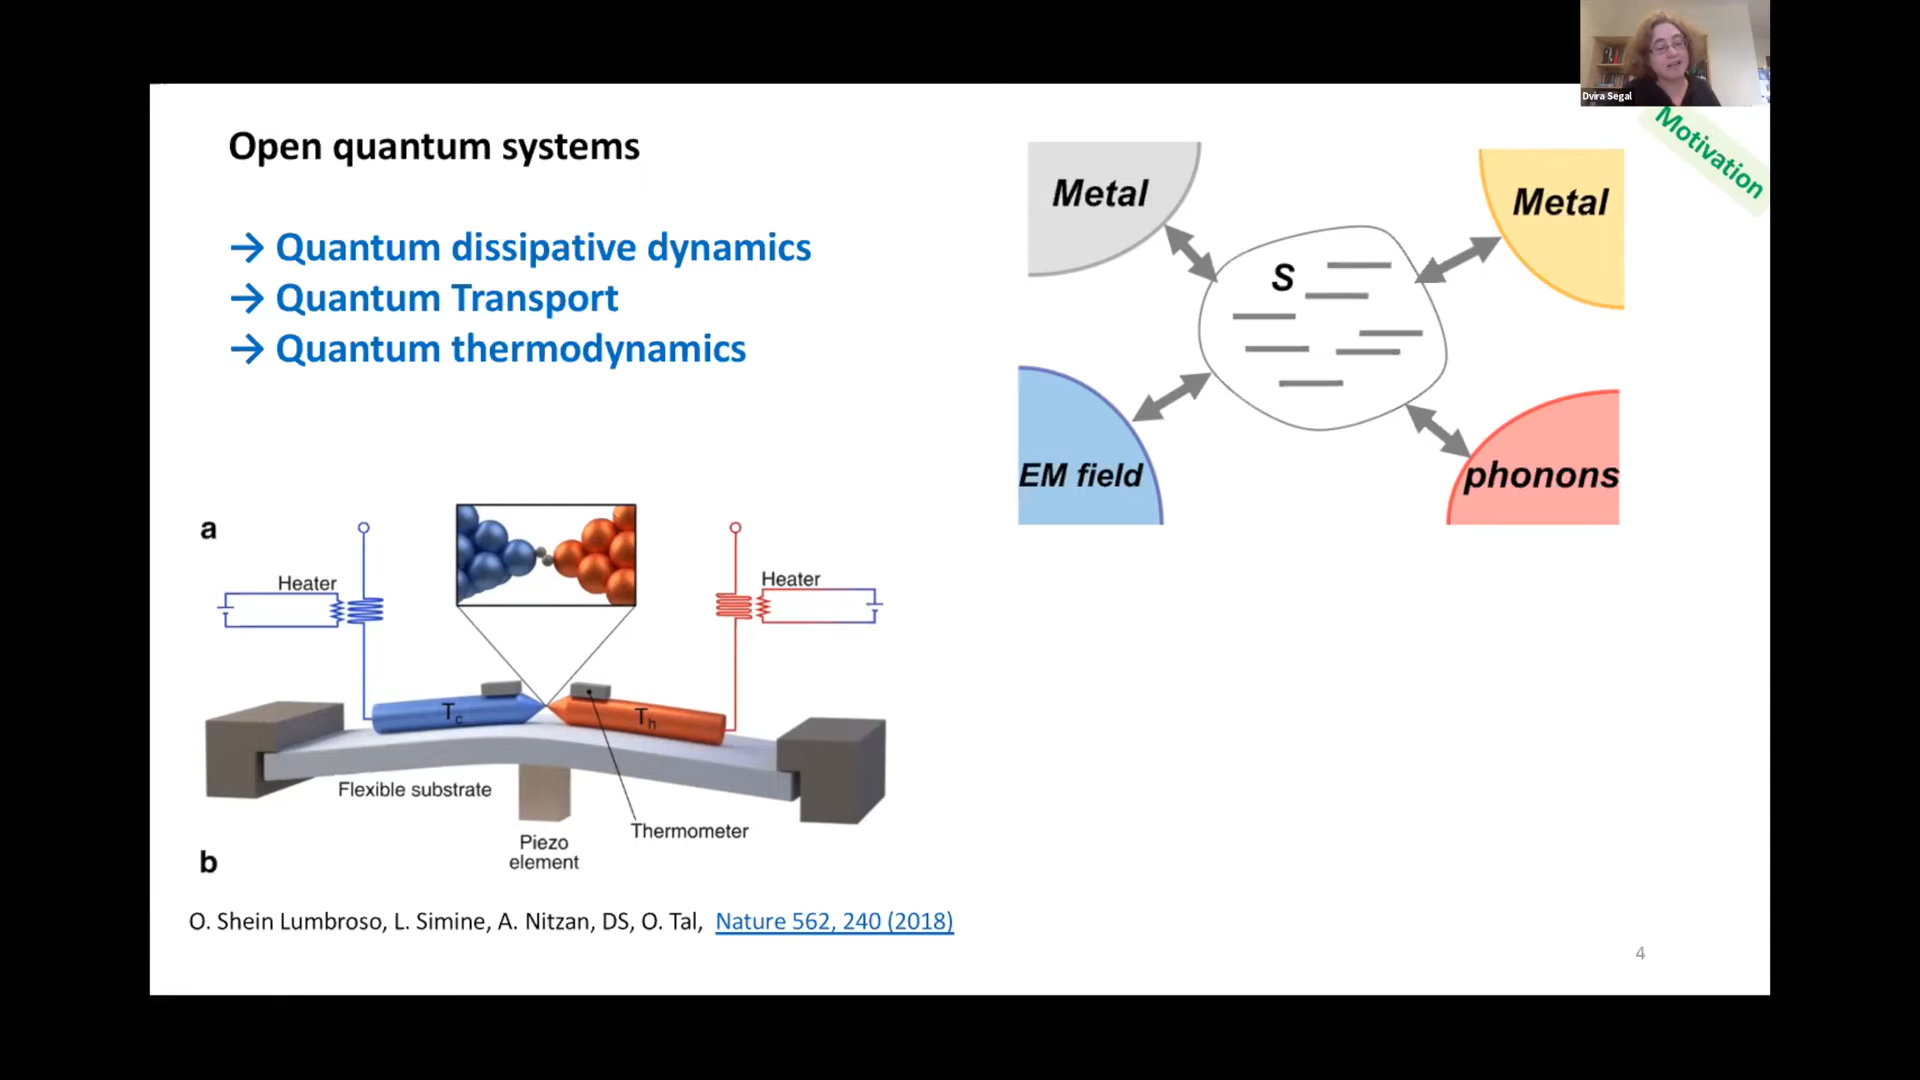 Dvira Segal
Motivation
Open quantum systems
→ Quantum dissipative dynamics
→ Quantum Transport
→ Quantum thermodynamics
Metal
Metal
S
EM field
phonons
a
Heater
Heater
Tc
Th
Flexible substrate
Thermometer
Piezo
element
b
O. Shein Lumbroso, L. Simine, A. Nitzan, DS, O. Tal, Nature 562, 240 (2018)
4